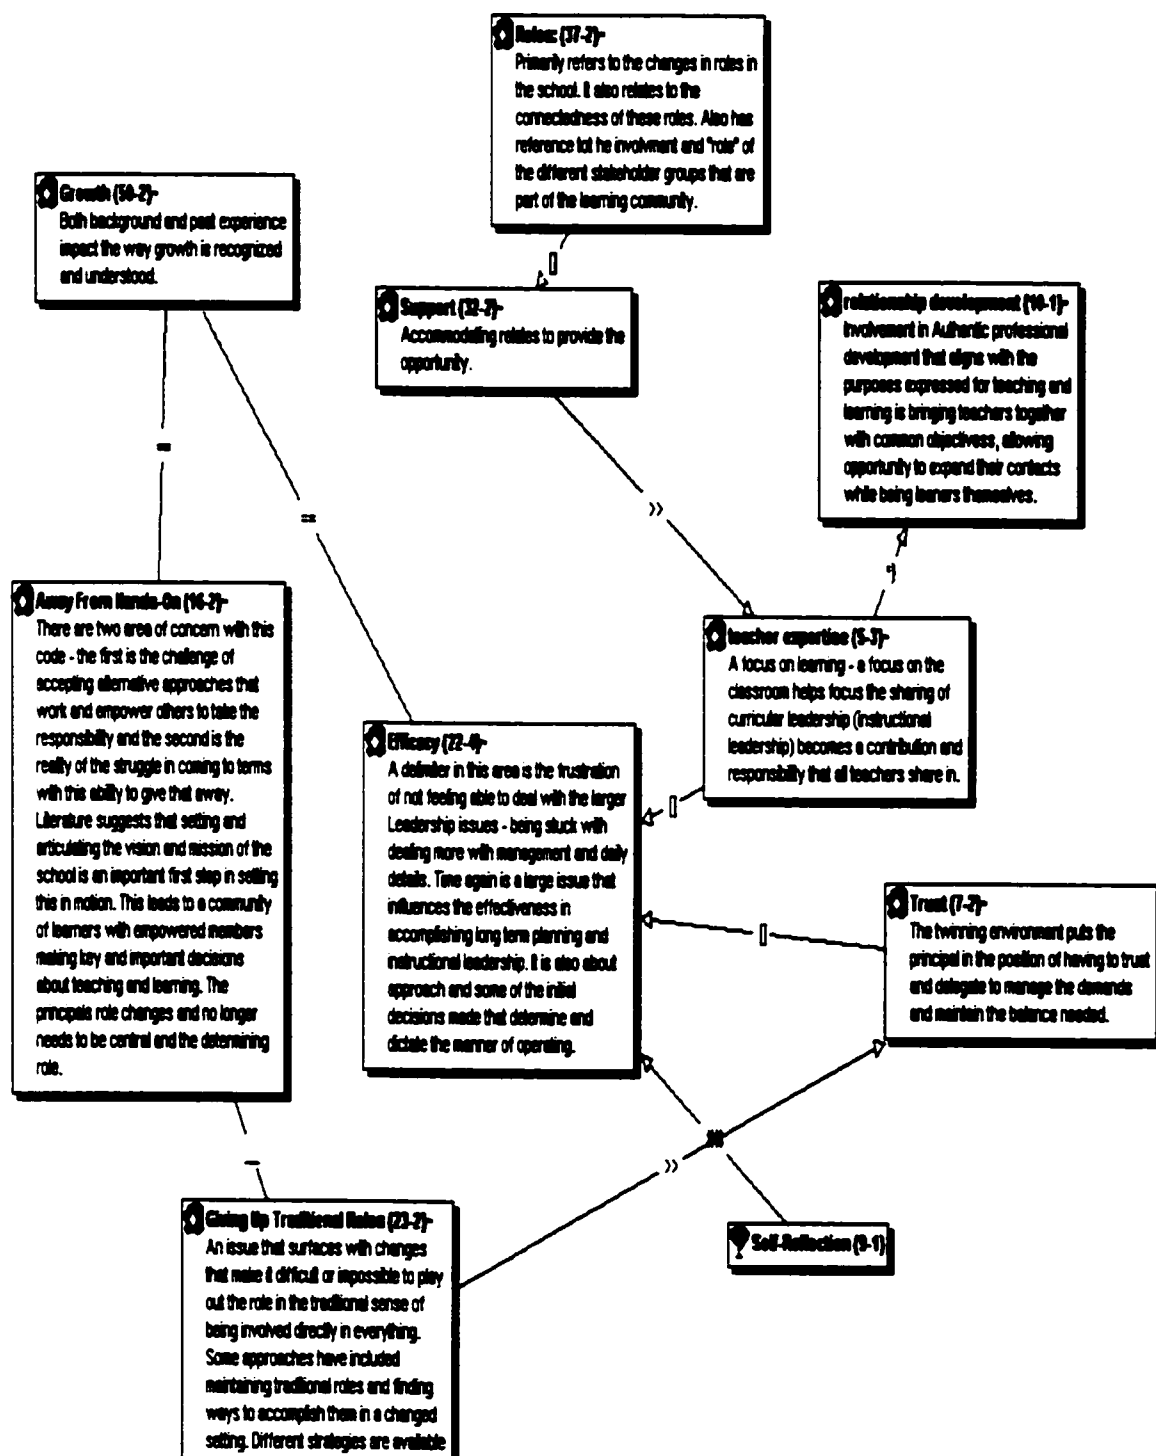 Roles: (37-2)~
Primarily refers to the changes in roles in
the school. It also relates to the
connectedness of these roles. Also has
reference tot he involvment and "role" of
the different stakeholder groups that are
part of the learning community.
Growth (50-2)~
Both background and past experience
impact the way growth is recognized
and understood.
[]
Support (32-2)~
Accommodating relates to provide the
opportunity.
relationship development (10-1)~
Involvement in Authentic professional
development that aligns with the
purposes expressed for teaching and
learning is bringing teachers together
with common objectivess, allowing
opportunity to expand their contacts
while being leaners themselves.
==
==
>>
*}
Away From Hands-On (16-2)~
There are two area of concern with this
code - the first is the challenge of
accepting alternative approaches that
work and empower others to take the
responsibility and the second is the
reality of the struggle in coming to terms
with this ability to give that away.
Literature suggests that setting and
articulating the vision and mission of the
school is an important first step in setting
this in motion. This leads to a community
of learners with empowered members
making key and important decisions
about teaching and learning. The
principals role changes and no longer
needs to be central and the determining
role.
teacher expertise (5-3)~
A focus on learning - a focus on the
classroom helps focus the sharing of
curricular leadership (instructional
leadership) becomes a contribution and
responsibility that all teachers share in.
Efficacy (22-4)~
A in this area is the frustration
of not feeling able to deal with the larger
Leadership issues - being stuck with
dealing more with management and daily
details. Time again is a large issue that
influences the effectiveness in
accomplishing long term planning and
instructional leadership. It is also about
approach and some of the initial
decisions made that determine and
dictate the manner of operating.
[]
[]
Trust (7-2)~
The twinning environment puts the
principal in the position of having to trust
and delegate to manage the demands
and maintain the balance needed.
>>
Giving Up Traditional Roles (23-2)~
An issue that surfaces with changes
that make it difficult or impossible to play
out the role in the traditional sense of
being involved directly in everything.
Some approaches have included
maintaining traditional roles and finding
ways to accomplish them in a changed
setting. Different strategies are available
Self-Reflection (9-1)